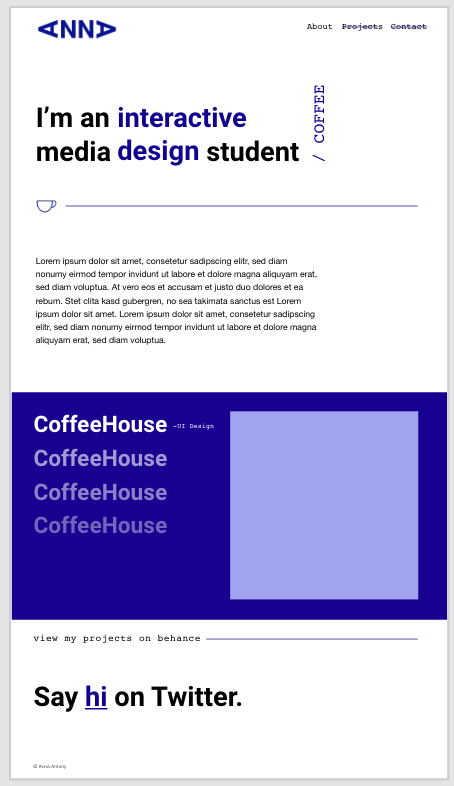 ANNA
About Projects Contact
I’m an interactive
media design student
/ COFFEE
Lorem ipsum dolor sit amet, consetetur sadipscing elitr, sed diam
nonumy eirmod tempor invidunt ut labore et dolore magna aliquyam erat,
sed diam voluptua. At vero eos et accusam et justo duo dolores et ea
rebum. Stet clita kasd gubergren, no sea takimata sanctus est Lorem
ipsum dolor sit amet. Lorem ipsum dolor sit amet, consetetur sadipscing
elitr, sed diam nonumy eirmod tempor invidunt ut labore et dolore magna
aliquyam erat, sed diam voluptua.
CoffeeHouse —UI Design
CoffeeHouse
CoffeeHouse
CoffeeHouse
view my projects on behance
Say hi on Twitter.
© Anna Antony